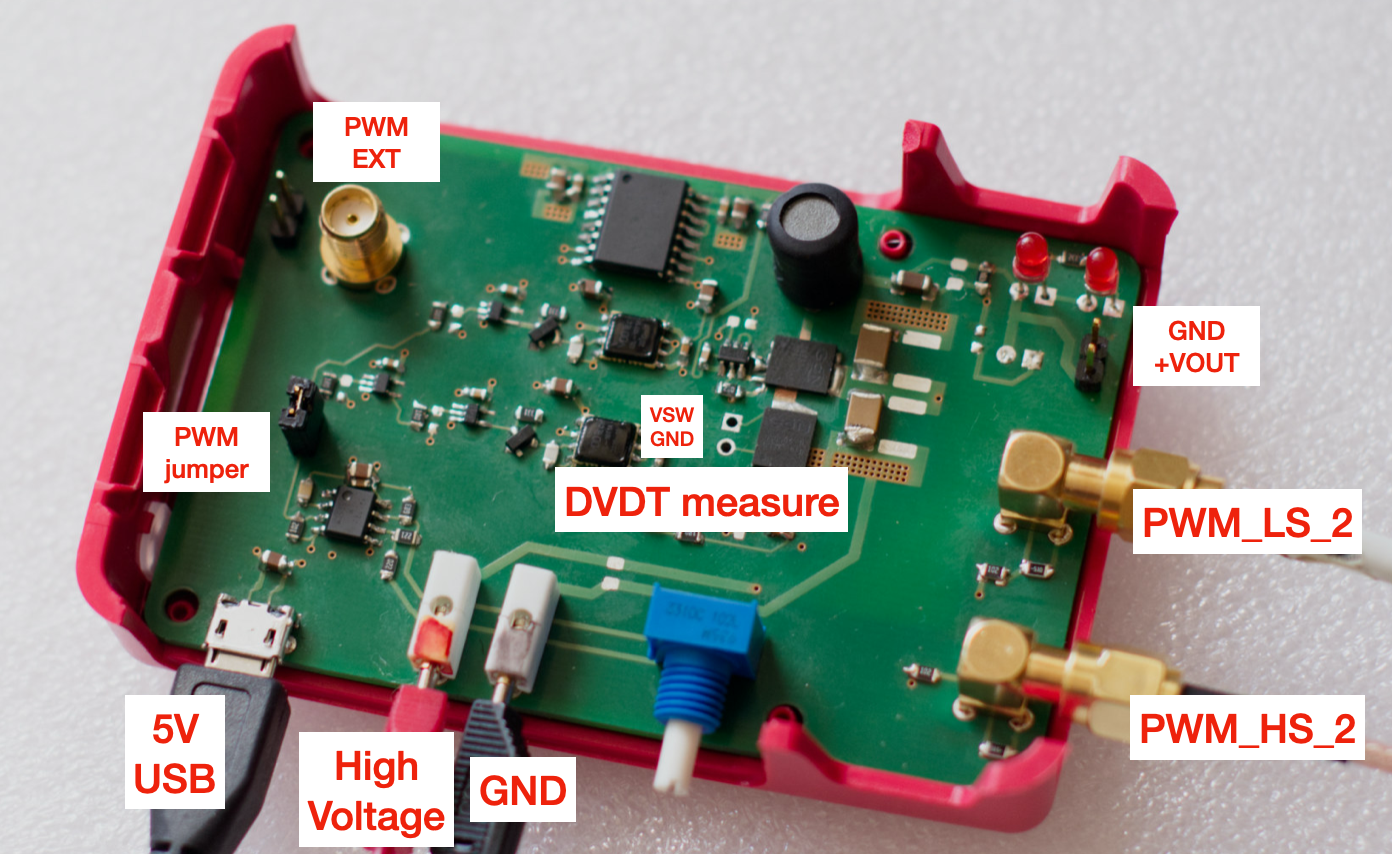 PWM
EXT
GND
+VOUT
PWM
jumper
VSW
GND
DVDT measure
PWM_LS_2
5V
USB
High
Voltage
GND
PWM_HS_2